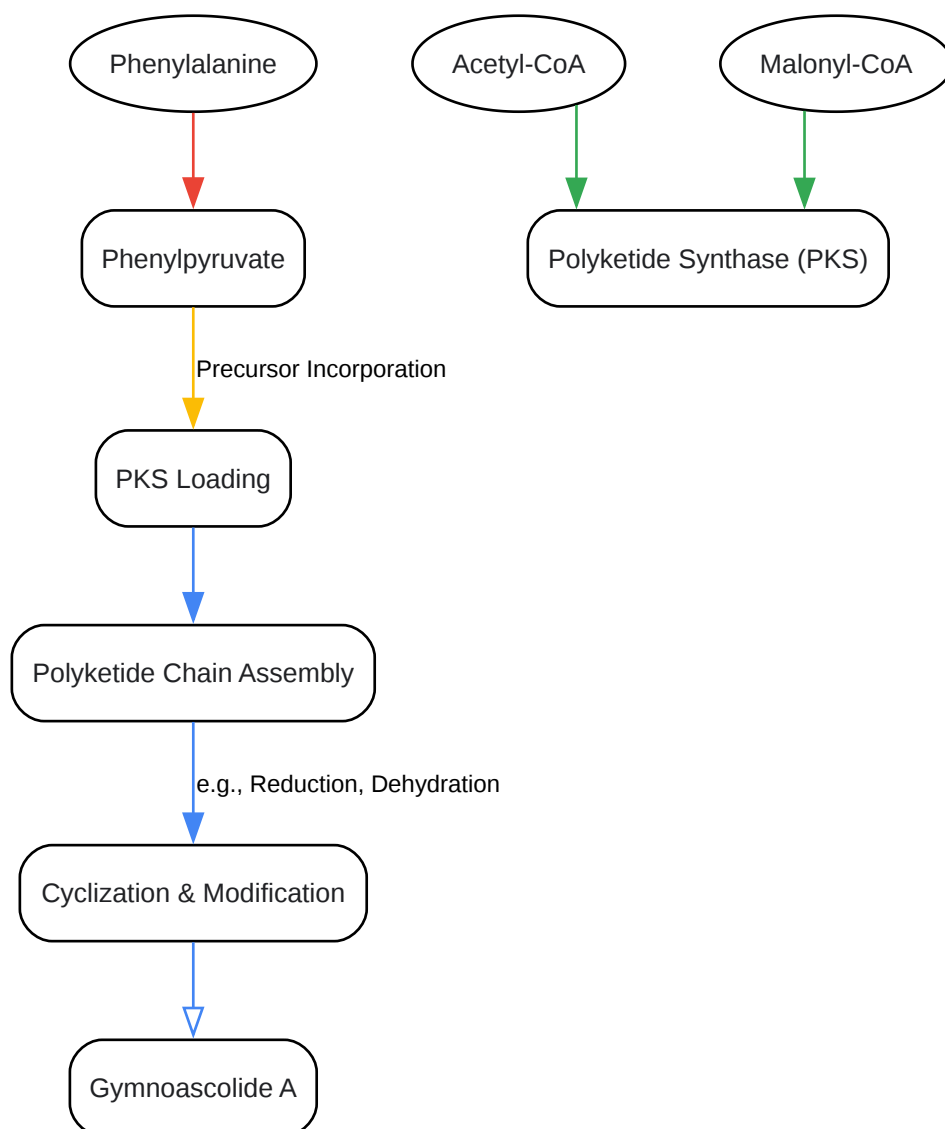 Phenylalanine
Acetyl-CoA
Malonyl-CoA
Phenylpyruvate
Polyketide Synthase (PKS)
Precursor Incorporation
PKS Loading
Polyketide Chain Assembly
e.g., Reduction, Dehydration
Cyclization & Modification
Gymnoascolide A